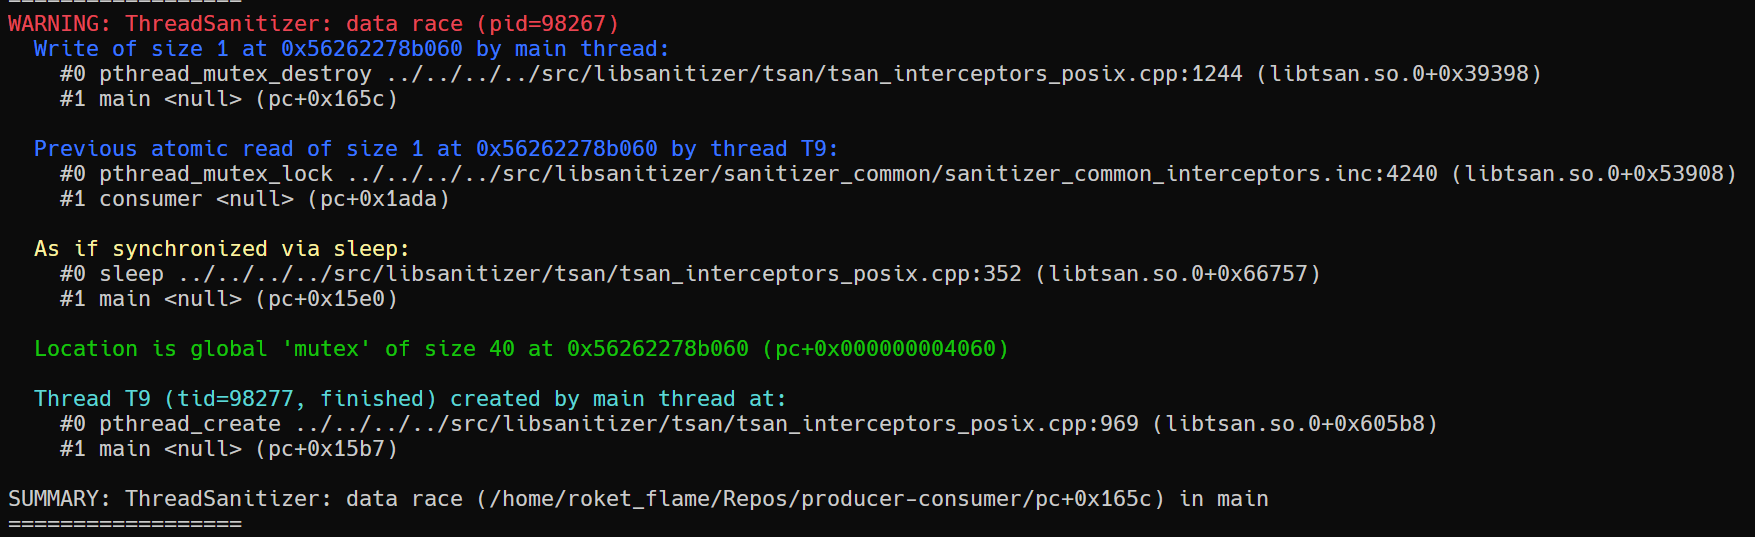 ==================
WARNING: ThreadSanitizer: data race (pid=98267)
  Write of size 1 at 0x56262278b060 by main thread:
    #0 pthread_mutex_destroy ../../../../src/libsanitizer/tsan/tsan_interceptors_posix.cpp:1244 (libtsan.so.0+0x39398)
    #1 main <null> (pc+0x165c)

  Previous atomic read of size 1 at 0x56262278b060 by thread T9:
    #0 pthread_mutex_lock ../../../../src/libsanitizer/sanitizer_common/sanitizer_common_interceptors.inc:4240 (libtsan.so.0+0x53908)
    #1 consumer <null> (pc+0x1ada)

  As if synchronized via sleep:
    #0 sleep ../../../../src/libsanitizer/tsan/tsan_interceptors_posix.cpp:352 (libtsan.so.0+0x66757)
    #1 main <null> (pc+0x15e0)

  Location is global 'mutex' of size 40 at 0x56262278b060 (pc+0x000000004060)

  Thread T9 (tid=98277, finished) created by main thread at:
    #0 pthread_create ../../../../src/libsanitizer/tsan/tsan_interceptors_posix.cpp:969 (libtsan.so.0+0x605b8)
    #1 main <null> (pc+0x15b7)

SUMMARY: ThreadSanitizer: data race (/home/roket_flame/Repos/producer-consumer/pc+0x165c) in main
==================